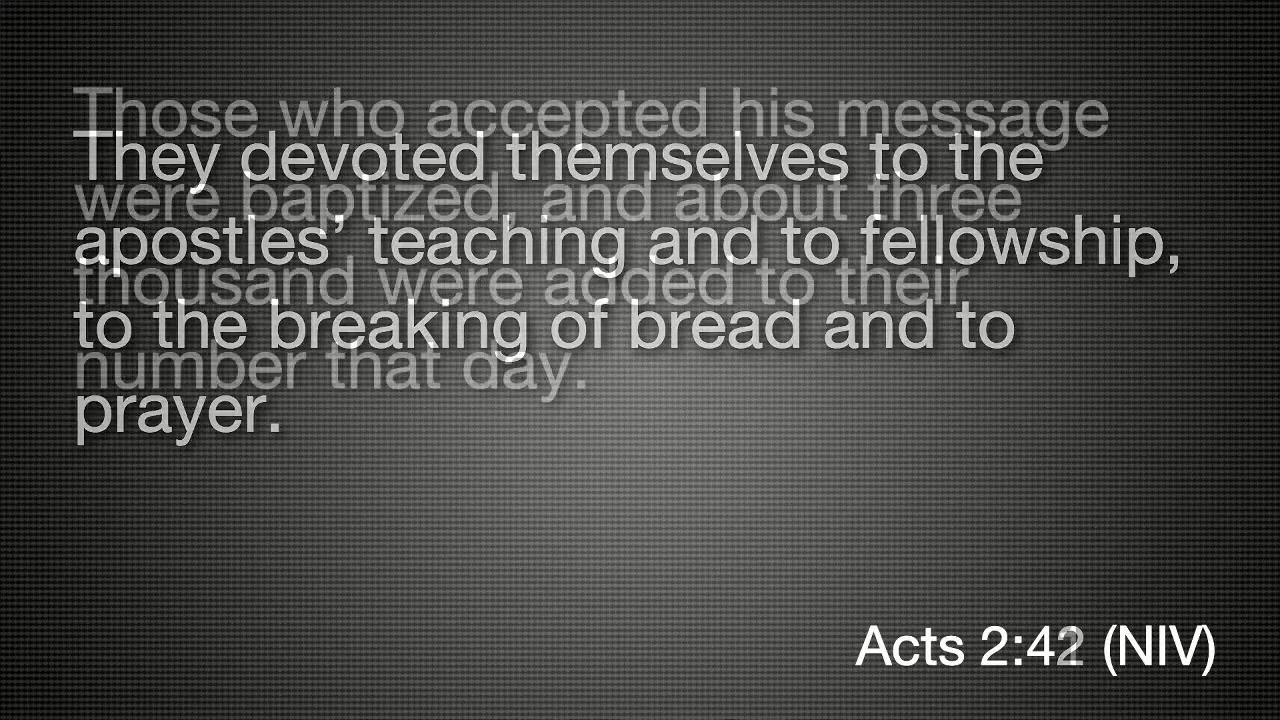 Those who accepted his message
They devoted themselves to the
were baptized, and about three
apostles’ teaching and to fellowship,
thousand were added to their
to the breaking of bread and to
number that day.
prayer.
Acts 2:42 (NIV)